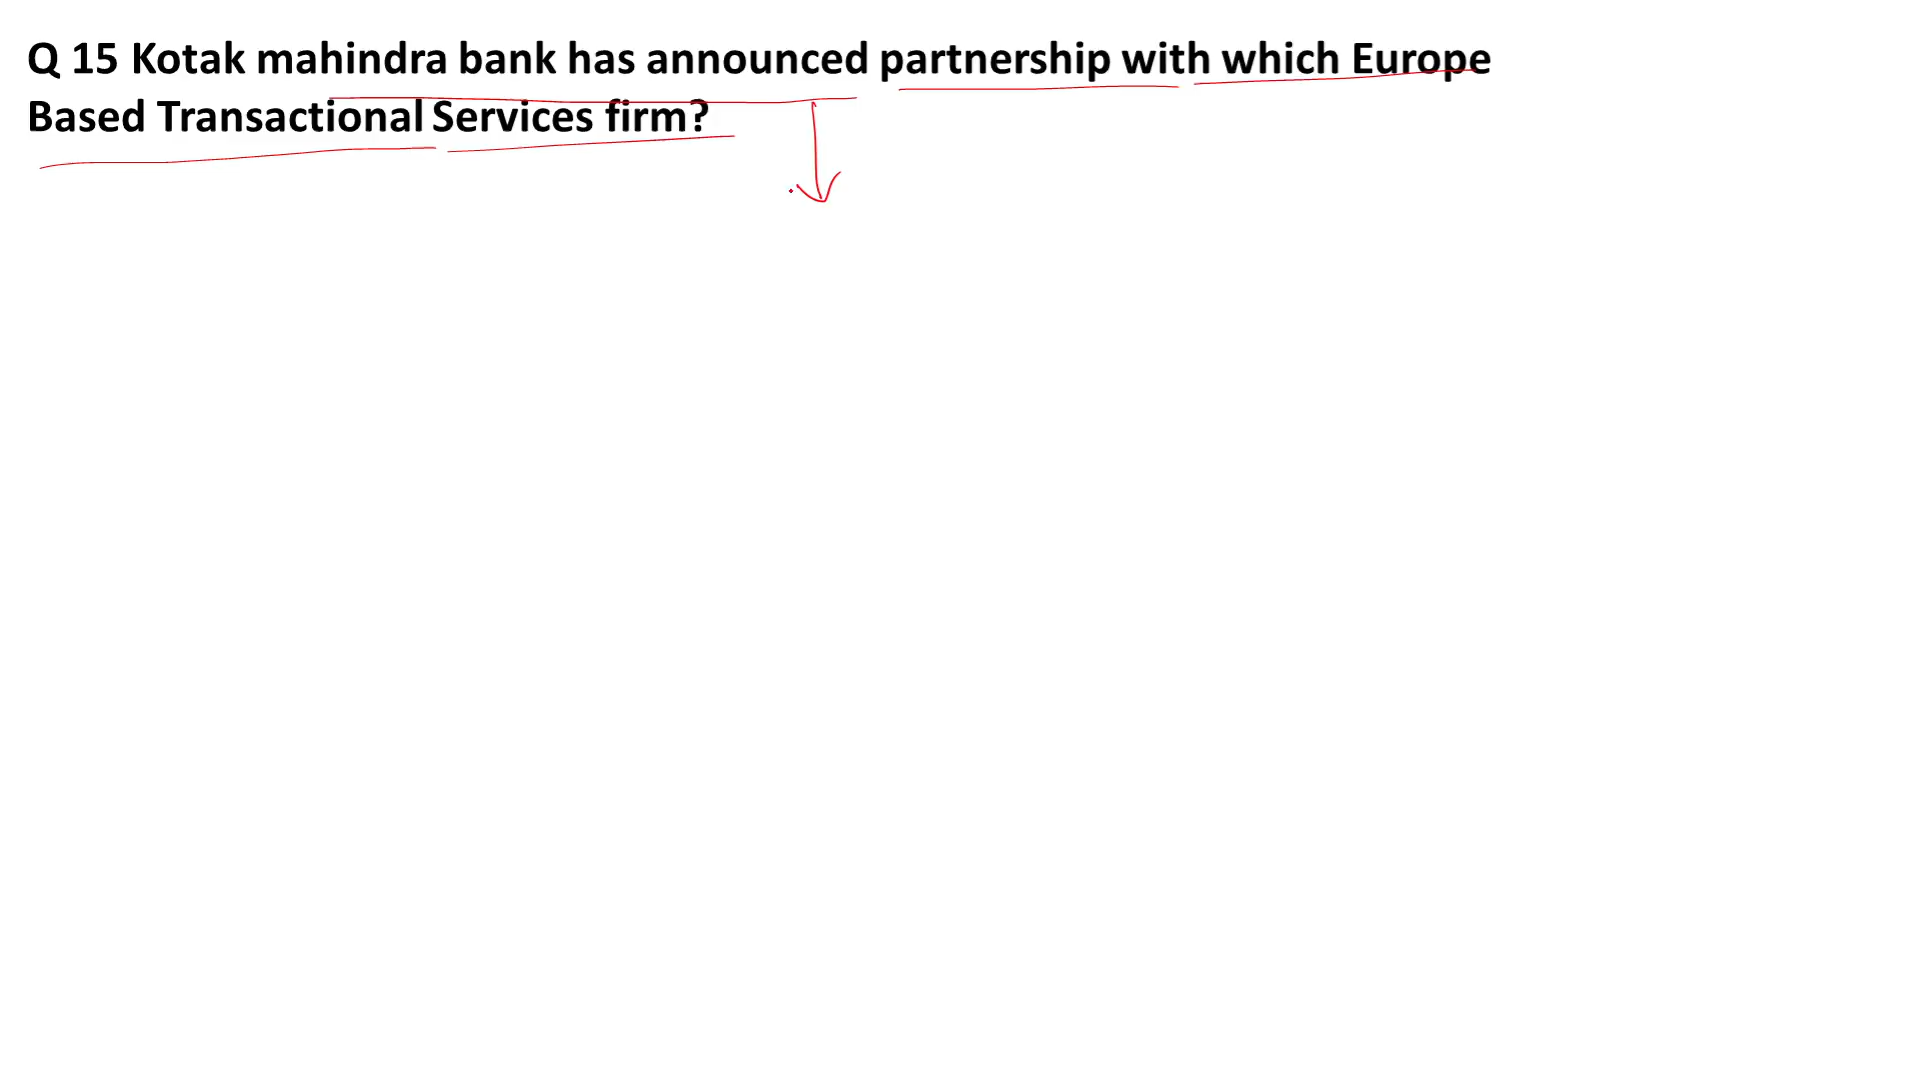 Q 15 Kotak mahindra bank has announced partnership with which Europe
Based Transactional Services firm?